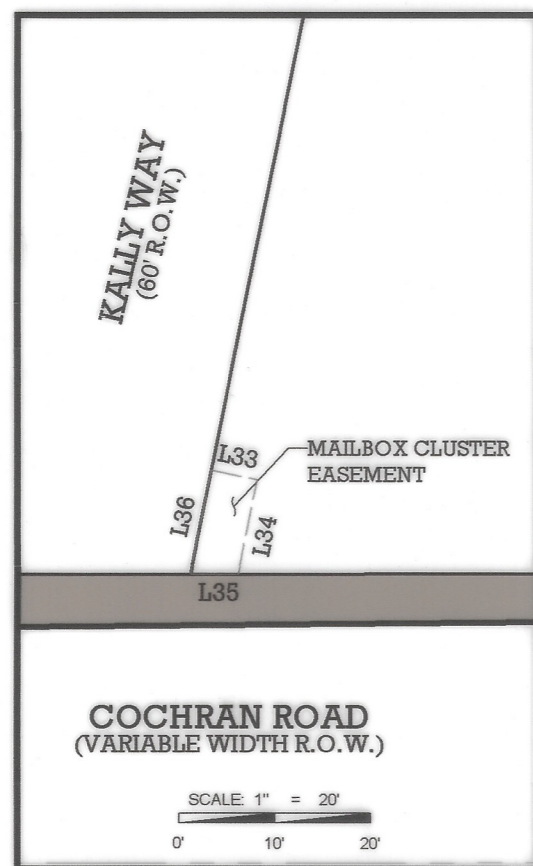 KALLY WAY
(60' R.O.W.)
L33
MAILBOX CLUSTER
EASEMENT
L36
L34
L35
COCHRAN ROAD
(VARIABLE WIDTH R.O.W.)
SCALE: 1" = 20'
0' 10' 20'